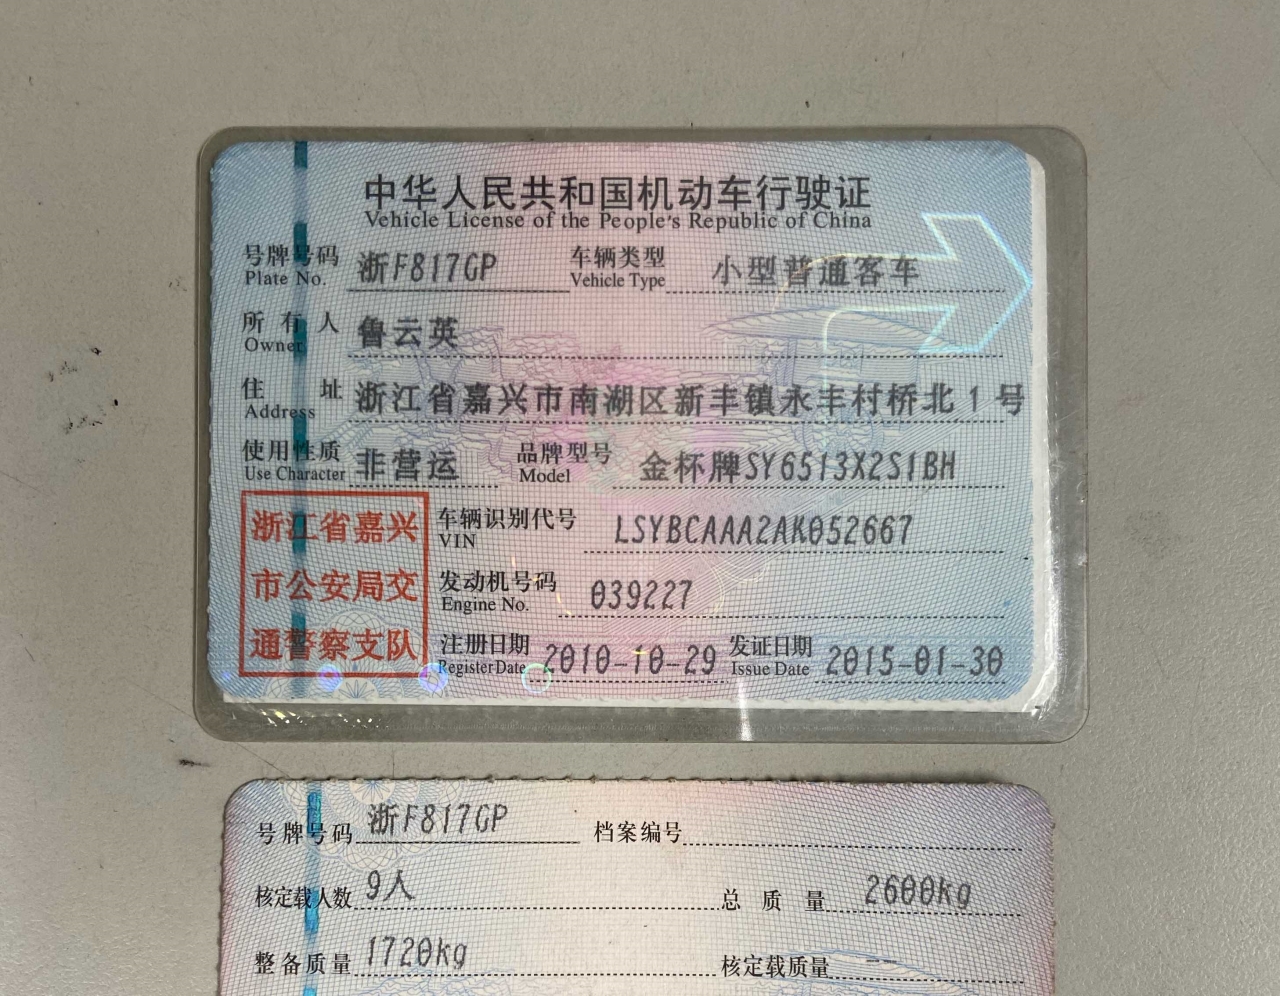 中华人民共和国机动车行驶证
Vehicle License of the People's Republic of China
号牌号码 浙F817GP 车辆类型 小型普通客车
Plate No. Vehicle Type
所有人 鲁云英
Owner
住址 浙江省嘉兴市南湖区新丰镇永丰村桥北1号
Address
使用性质 非营运 品牌型号 金杯牌SY6513X2S1BH
Use Character Model
浙江省嘉兴
市公安局交
通警察支队
车辆识别代号 LSYBCAAA2AK052667
VIN
发动机号码 039227
Engine No.
注册日期 2010-10-29 发证日期 2015-01-30
Register Date Issue Date
号牌号码 浙F817GP 档案编号
核定载人数 9人 总质量 2600kg
整备质量 1720kg 核定载质量 --